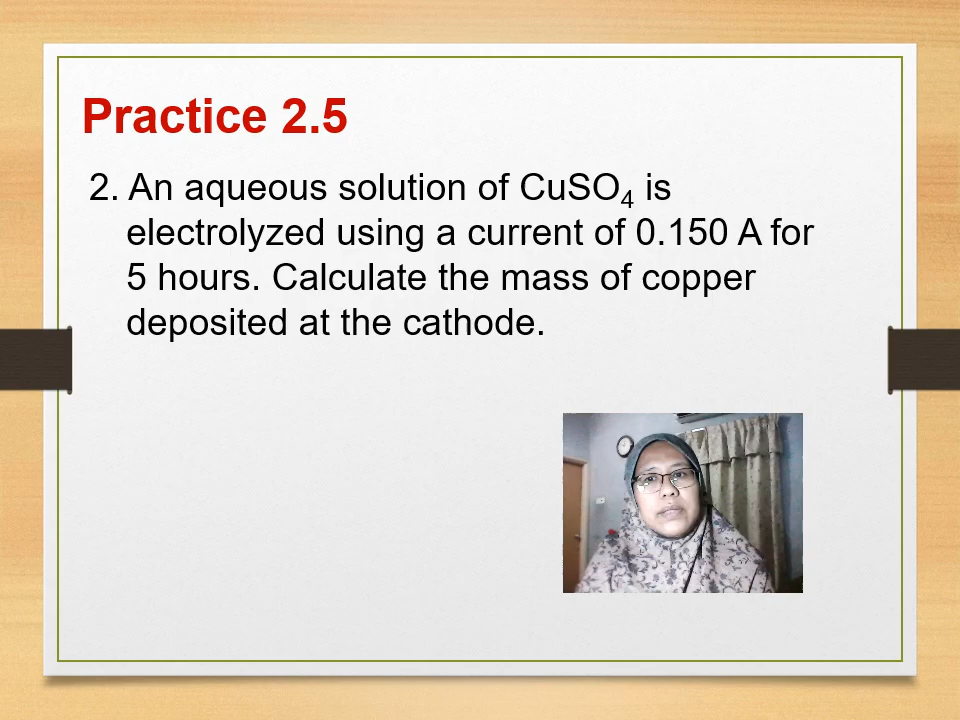 Practice 2.5
2. An aqueous solution of CuSO₄ is
electrolyzed using a current of 0.150 A for
5 hours. Calculate the mass of copper
deposited at the cathode.